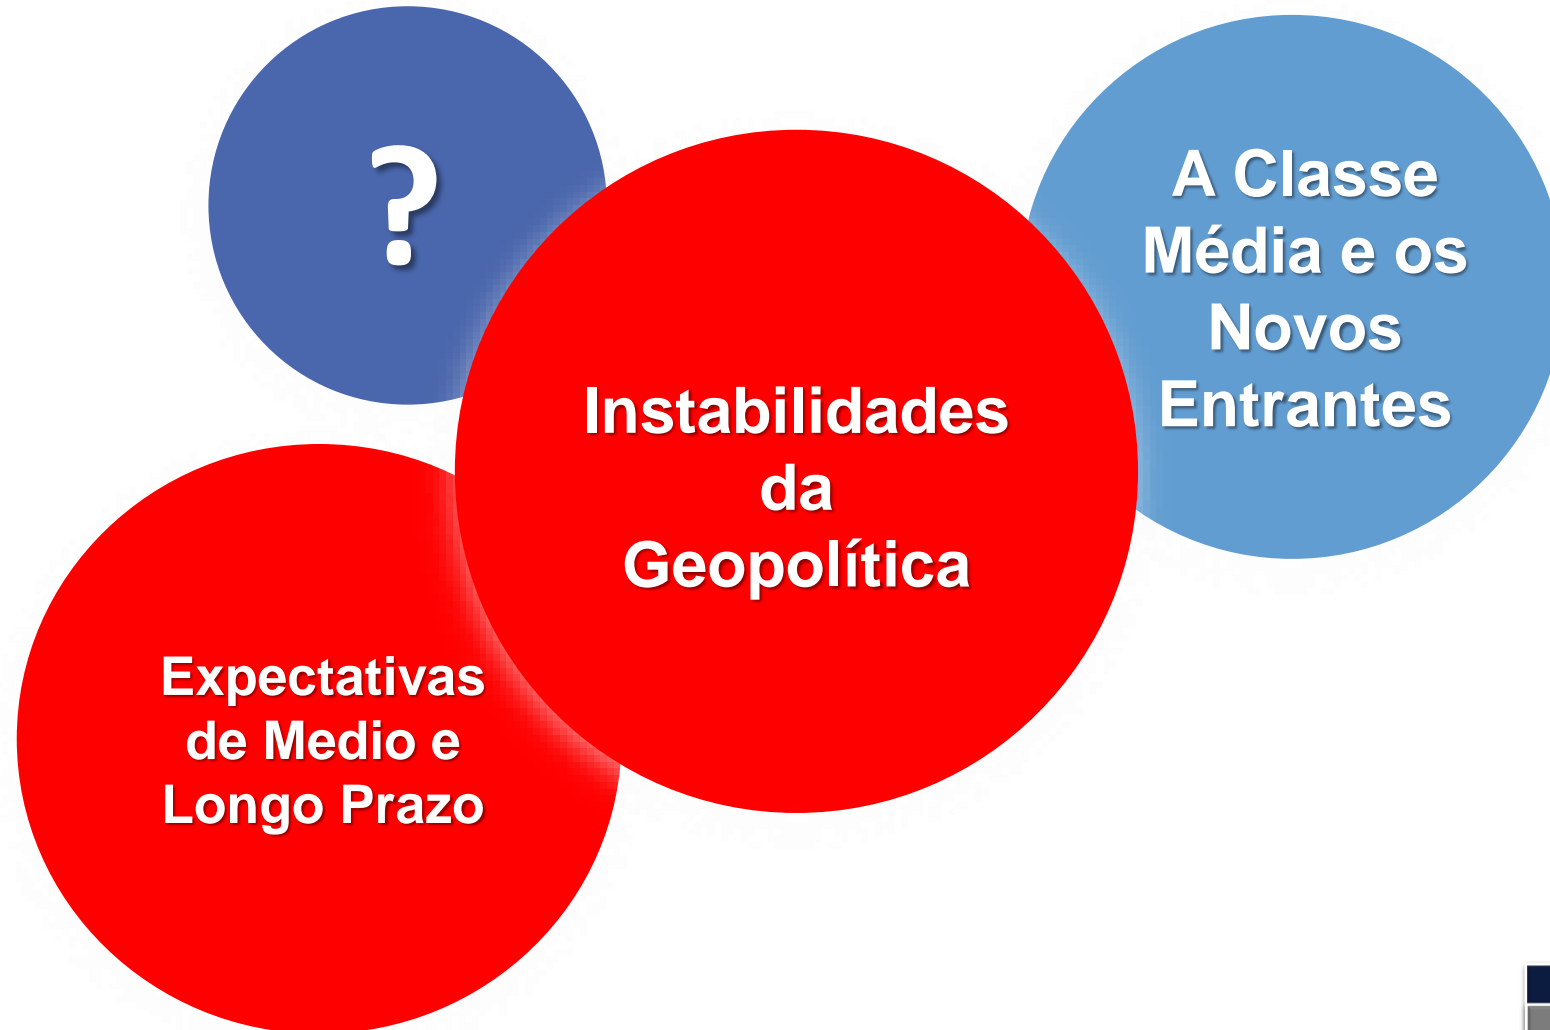 ?
A Classe
Média e os
Novos
Entrantes
Instabilidades
da
Geopolítica
Expectativas
de Medio e
Longo Prazo